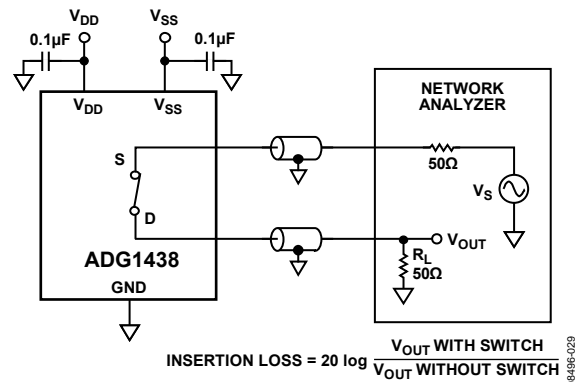 VDD
VSS
0.1µF
0.1µF
VDD
VSS
NETWORK
ANALYZER
S
50Ω
VS
D
VOUT
RL
50Ω
ADG1438
GND
INSERTION LOSS = 20 log VOUT WITH SWITCH
VOUT WITHOUT SWITCH
8496-029